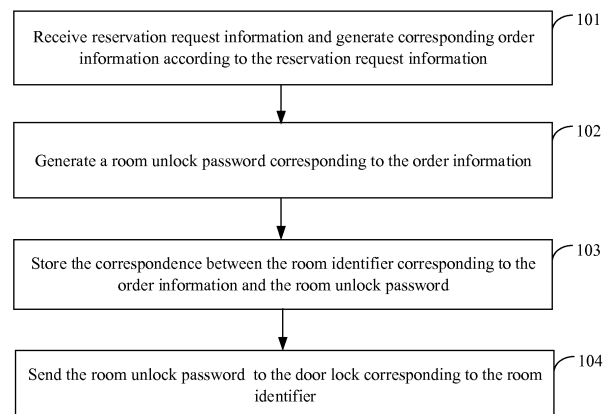 101
Receive reservation request information and generate corresponding order
information according to the reservation request information
102
Generate a room unlock password corresponding to the order information
103
Store the correspondence between the room identifier corresponding to the
order information and the room unlock password
104
Send the room unlock password to the door lock corresponding to the room
identifier